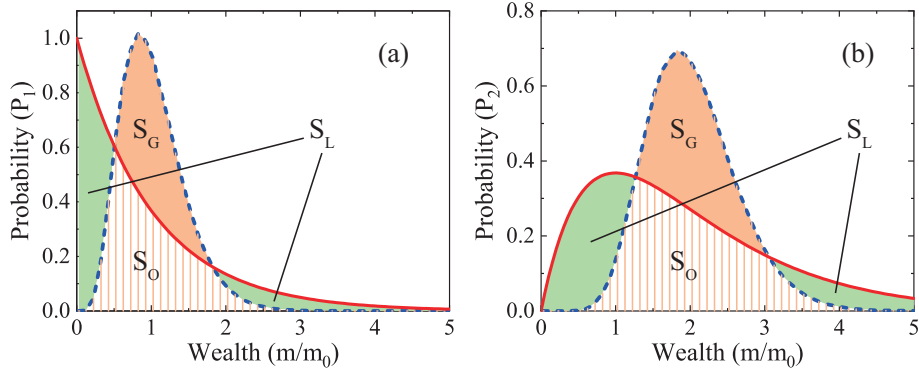 (a)
Probability (P1)
1.0
0.8
0.6
0.4
0.2
0.0
SG
SL
SO
0 1 2 3 4 5
Wealth (m/m0)
(b)
Probability (P2)
0.8
0.6
0.4
0.2
0.0
SG
SL
SO
0 1 2 3 4 5
Wealth (m/m0)